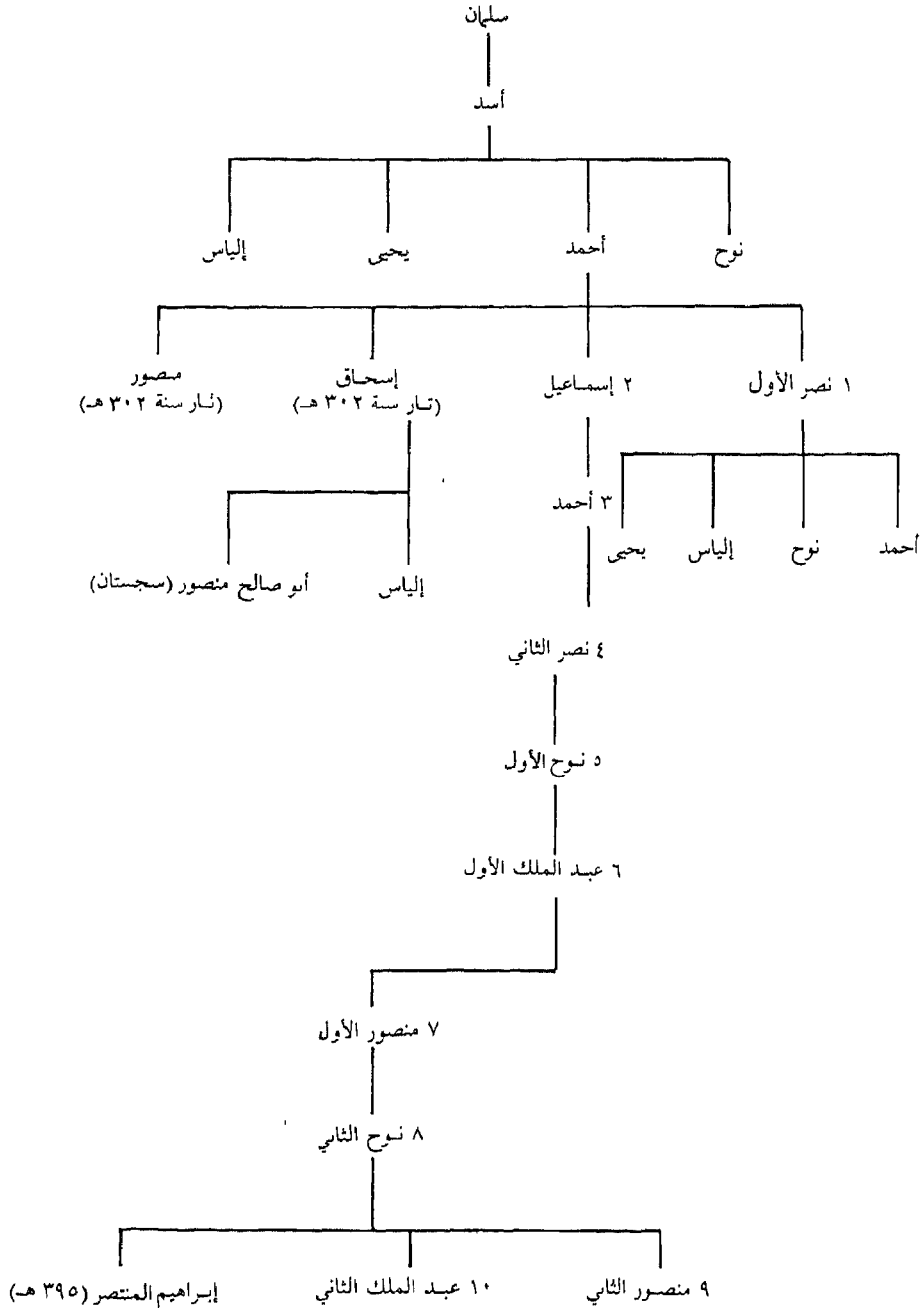 سليمان
أسد
نوح
أحمد
يحيى
إلياس
١ نصر الأول
٢ إسماعيل
إسحاق
(ثار سنة ٣٠٢ هـ)
منصور
(ثار سنة ٣٠٢ هـ)
أحمد
نوح
إلياس
يحيى
٣ أحمد
إلياس
أبو صالح منصور (سجستان)
٤ نصر الثاني
٥ نوح الأول
٦ عبد الملك الأول
٧ منصور الأول
٨ نوح الثاني
٩ منصور الثاني
١٠ عبد الملك الثاني
إبراهيم المنتصر (٣٩٥ هـ)